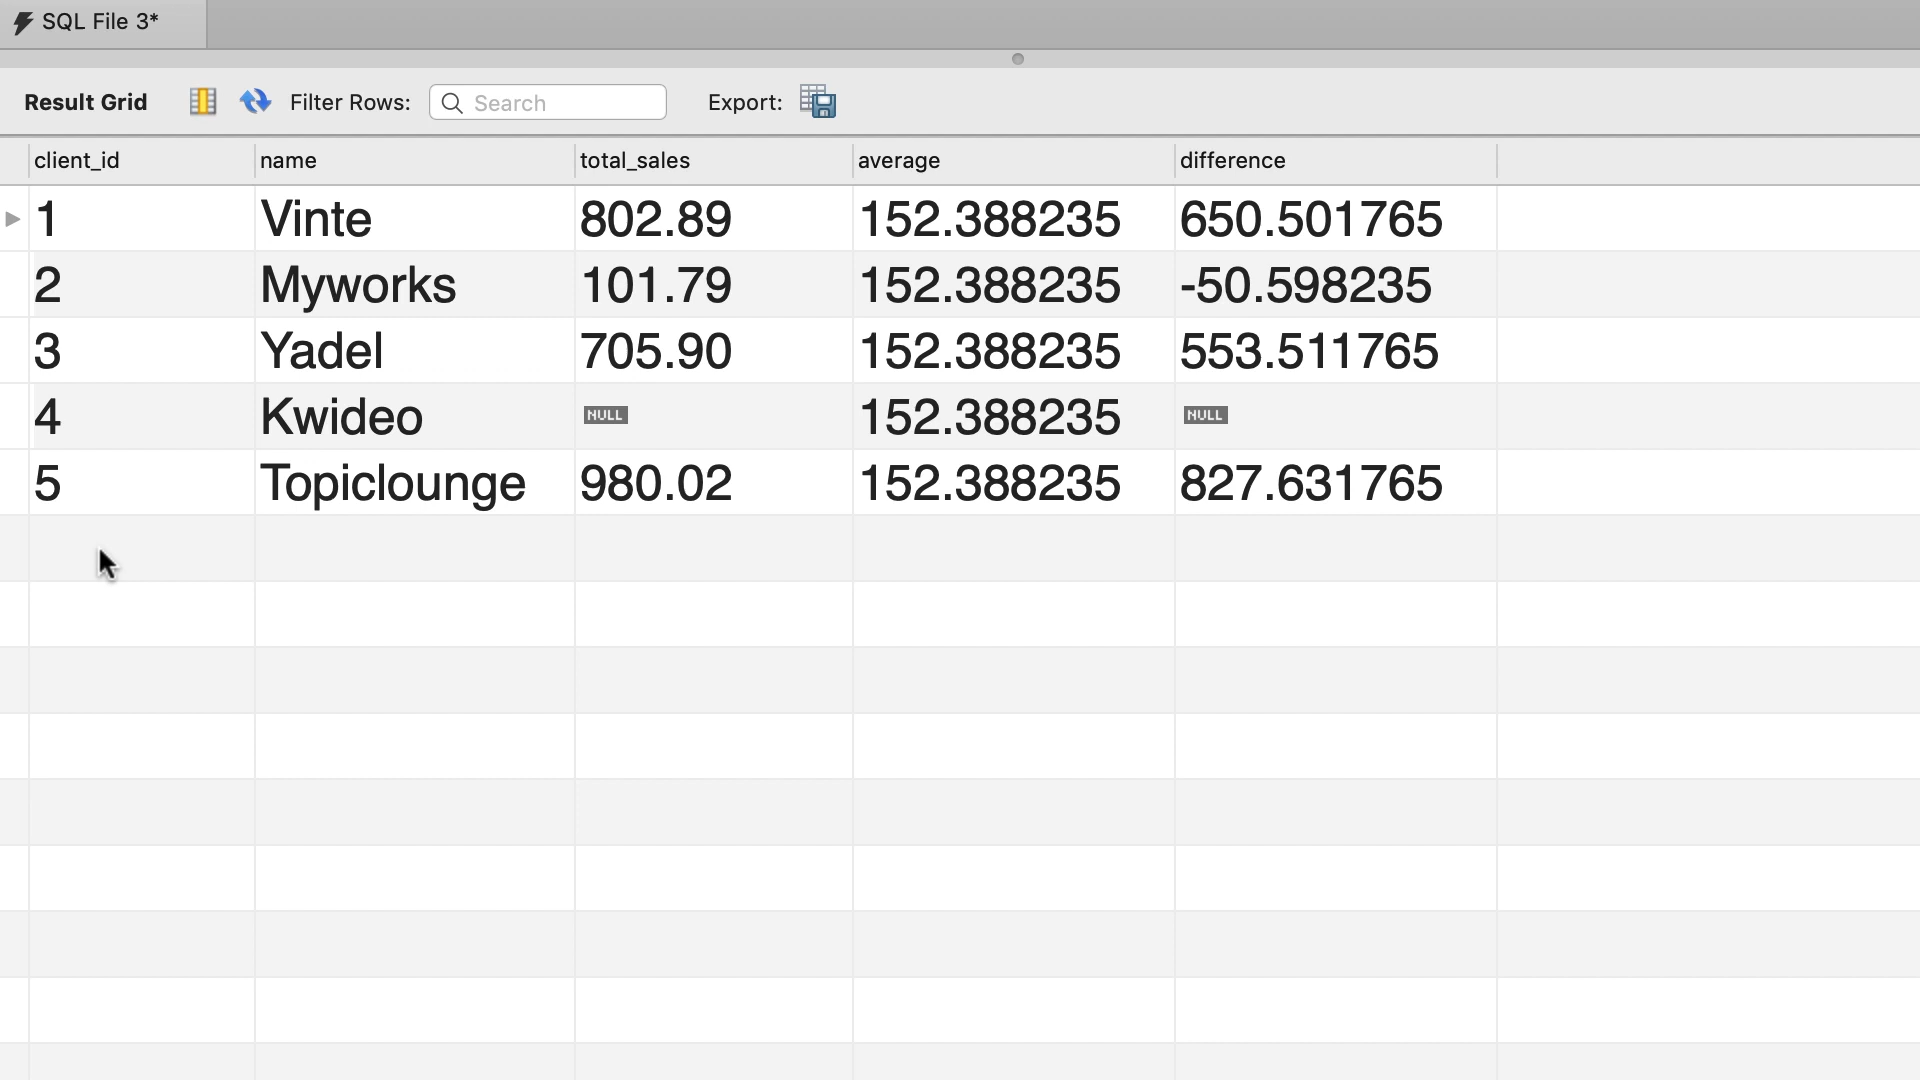 SQL File 3*
Result Grid Filter Rows: Search Export:
client_id name total_sales average difference
1 Vinte 802.89 152.388235 650.501765
2 Myworks 101.79 152.388235 -50.598235
3 Yadel 705.90 152.388235 553.511765
4 Kwideo NULL 152.388235 NULL
5 Topiclounge 980.02 152.388235 827.631765